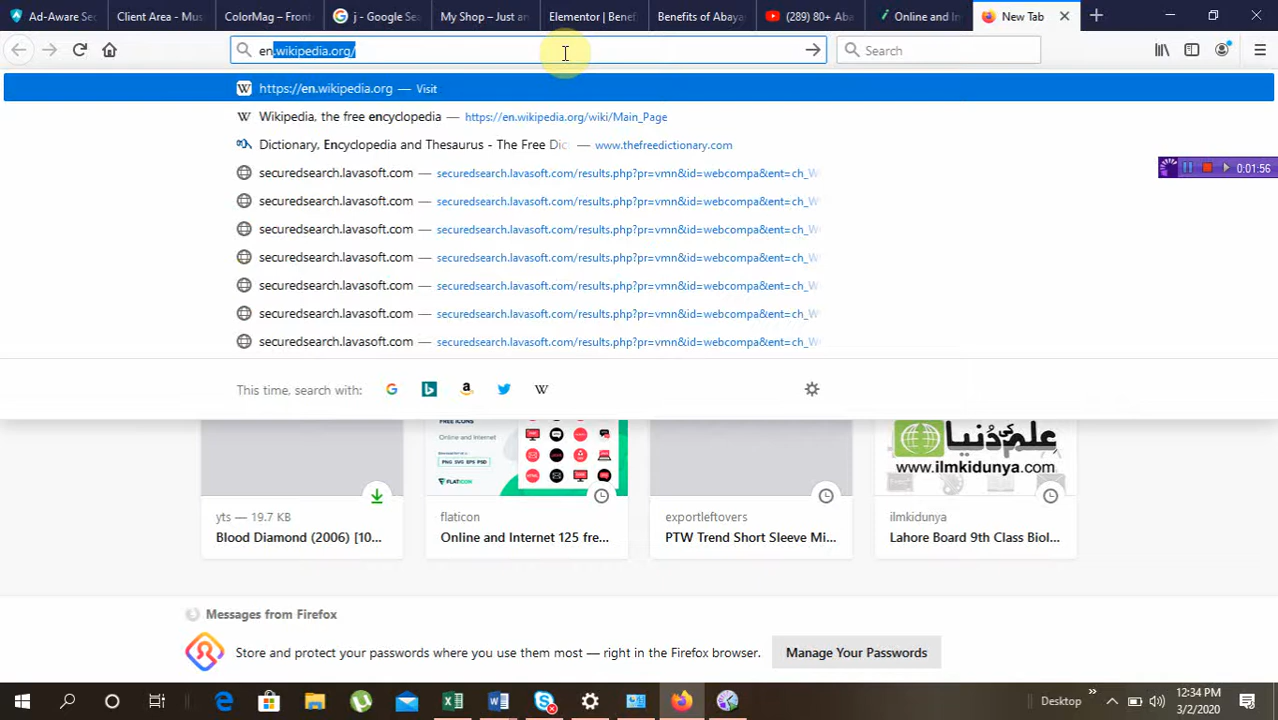 Ad-Aware Sec
Client Area - Mus
ColorMag – Fron
j - Google Sea
My Shop – Just an
Elementor | Benef
Benefits of Abaya
(289) 80+ Aba
Online and In
New Tab
en.wikipedia.org/
Search
https://en.wikipedia.org — Visit
Wikipedia, the free encyclopedia — https://en.wikipedia.org/wiki/Main_Page
Dictionary, Encyclopedia and Thesaurus - The Free Dic — www.thefreedictionary.com
securedsearch.lavasoft.com — securedsearch.lavasoft.com/results.php?pr=vmn&id=webcompa&ent=ch_W
securedsearch.lavasoft.com — securedsearch.lavasoft.com/results.php?pr=vmn&id=webcompa&ent=ch_W
securedsearch.lavasoft.com — securedsearch.lavasoft.com/results.php?pr=vmn&id=webcompa&ent=ch_W
securedsearch.lavasoft.com — securedsearch.lavasoft.com/results.php?pr=vmn&id=webcompa&ent=ch_W
securedsearch.lavasoft.com — securedsearch.lavasoft.com/results.php?pr=vmn&id=webcompa&ent=ch_W
securedsearch.lavasoft.com — securedsearch.lavasoft.com/results.php?pr=vmn&id=webcompa&ent=ch_W
securedsearch.lavasoft.com — securedsearch.lavasoft.com/results.php?pr=vmn&id=webcompa&ent=ch_W
0:01:56
This time, search with:
FREE ICONS
Online and Internet
PNG SVG EPS PSD
FLATICON
علم کی دُنیا
www.ilmkidunya.com
yts — 19.7 KB
Blood Diamond (2006) [10...
flaticon
Online and Internet 125 fre...
exportleftovers
PTW Trend Short Sleeve Mi...
ilmkidunya
Lahore Board 9th Class Biol...
Messages from Firefox
Store and protect your passwords where you use them most — right in the Firefox browser.
Manage Your Passwords
Desktop
12:34 PM
3/2/2020